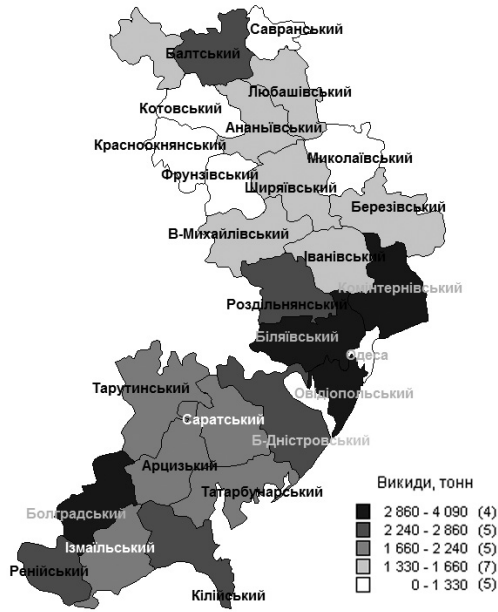 Савранський
Балтський
Любашівський
Котовський
Ананьївський
Красноокнянський
Миколаївський
Фрунзівський
Ширяївський
Березівський
В-Михайлівський
Іванівський
Комінтернівський
Роздільнянський
Біляївський
Одеса
Овідіопольський
Тарутинський
Саратський
Б-Дністровський
Арцизький
Татарбунарський
Болградський
Ізмаїльський
Ренійський
Кілійський
Викиди, тонн
2 860 - 4 090 (4)
2 240 - 2 860 (5)
1 660 - 2 240 (5)
1 330 - 1 660 (7)
0 - 1 330 (5)